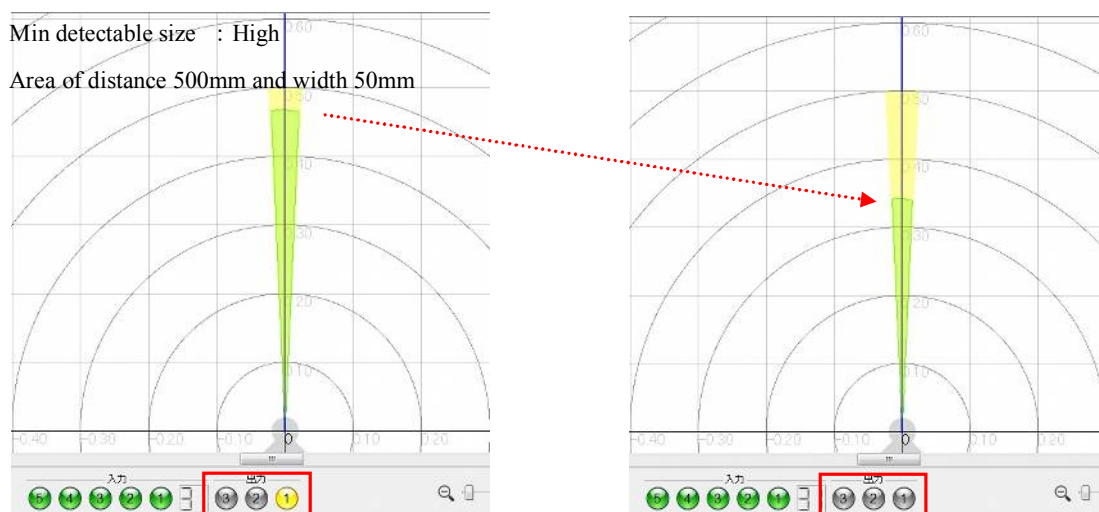 Min detectable size : High
Area of distance 500mm and width 50mm
0.60
0.50
0.40
0.30
0.20
0.10
-0.40 -0.30 -0.20 -0.10 0 0.10 0.20
入力 出力
5 4 3 2 1 3 2 1
0.60
0.50
0.40
0.30
0.20
0.10
-0.40 -0.30 -0.20 -0.10 0 0.10 0.20
入力 出力
5 4 3 2 1 3 2 1